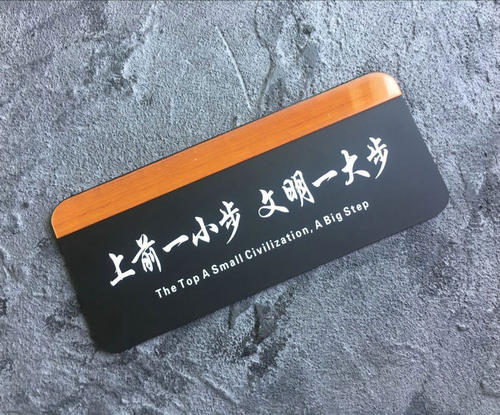 上前一小步 文明一大步
The Top A Small Civilization, A Big Step